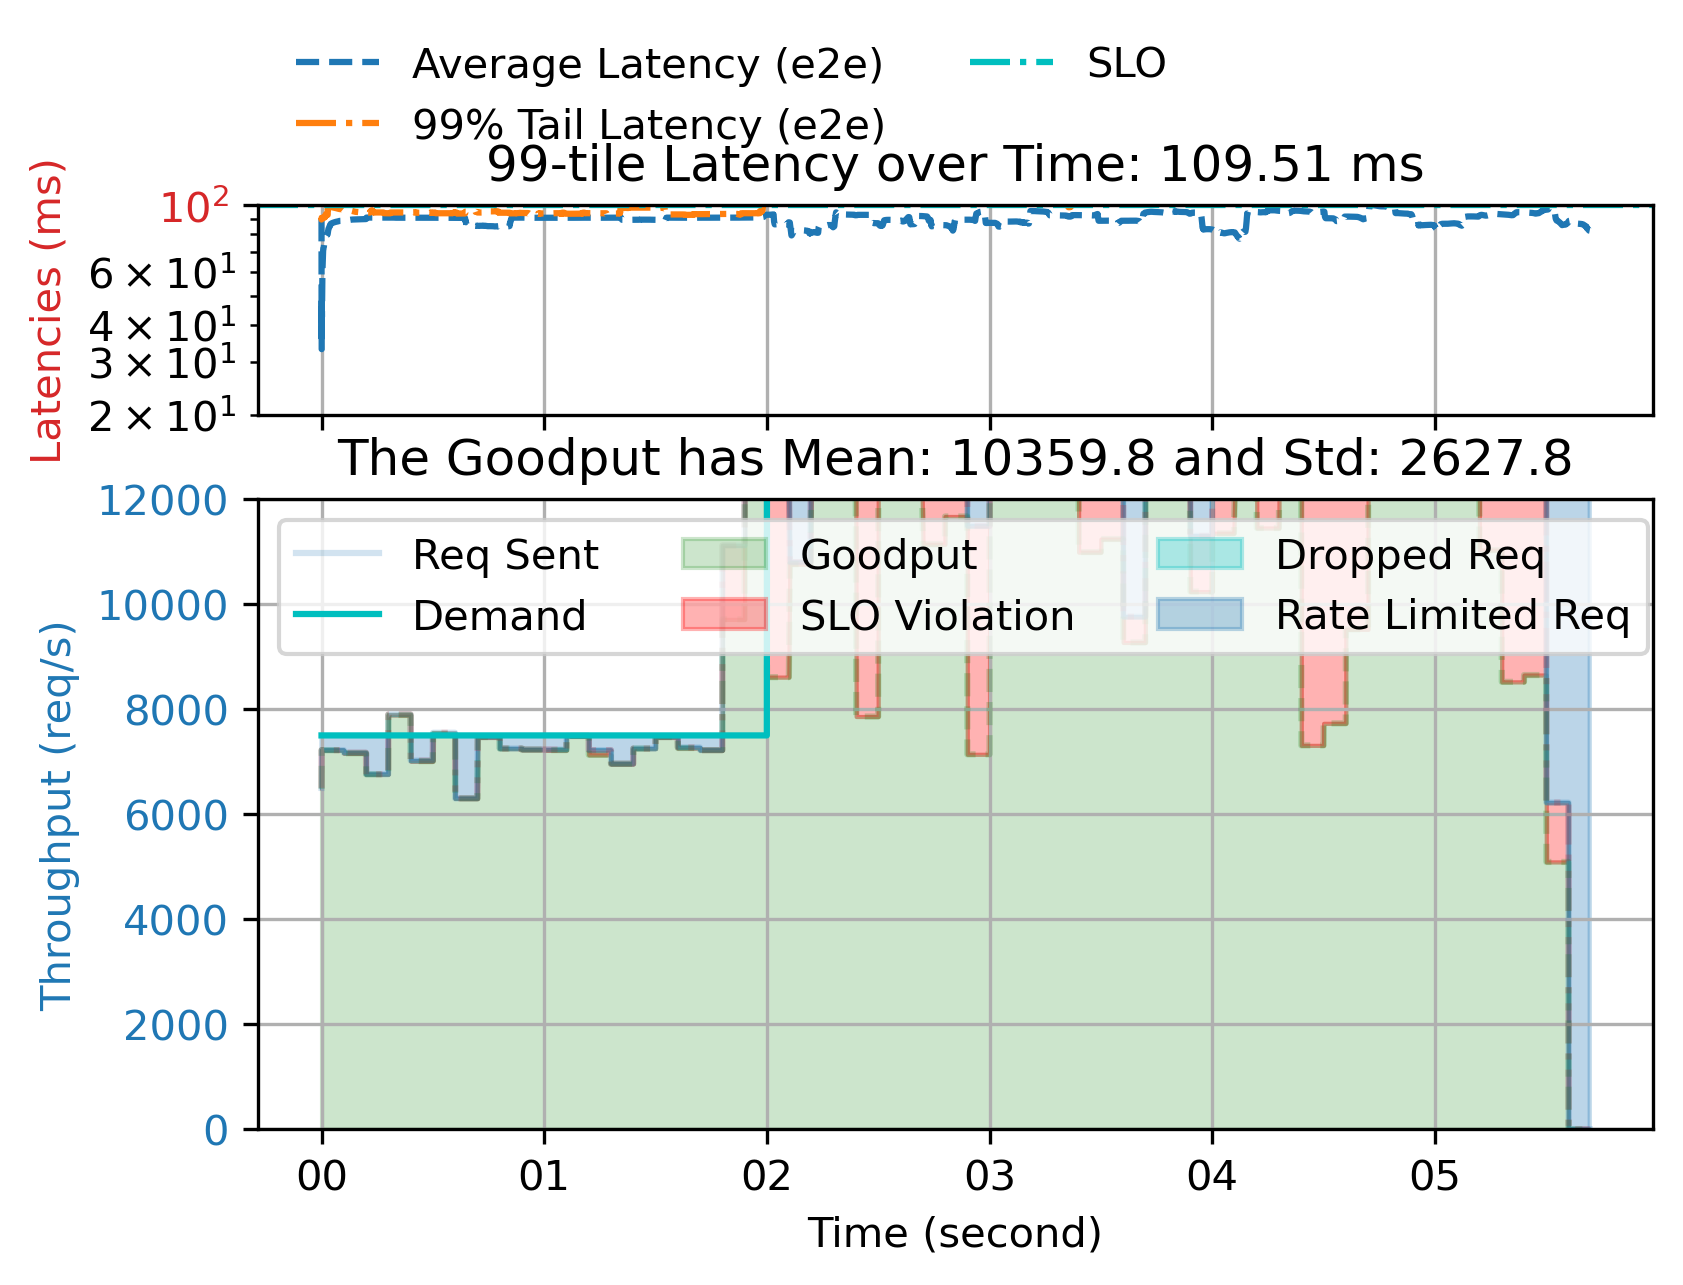 Average Latency (e2e) SLO
99% Tail Latency (e2e)
99-tile Latency over Time: 109.51 ms
Latencies (ms)
10²
6 × 10¹
4 × 10¹
3 × 10¹
2 × 10¹
The Goodput has Mean: 10359.8 and Std: 2627.8
Throughput (req/s)
12000
10000
8000
6000
4000
2000
0
Req Sent Goodput Dropped Req
Demand SLO Violation Rate Limited Req
00 01 02 03 04 05
Time (second)